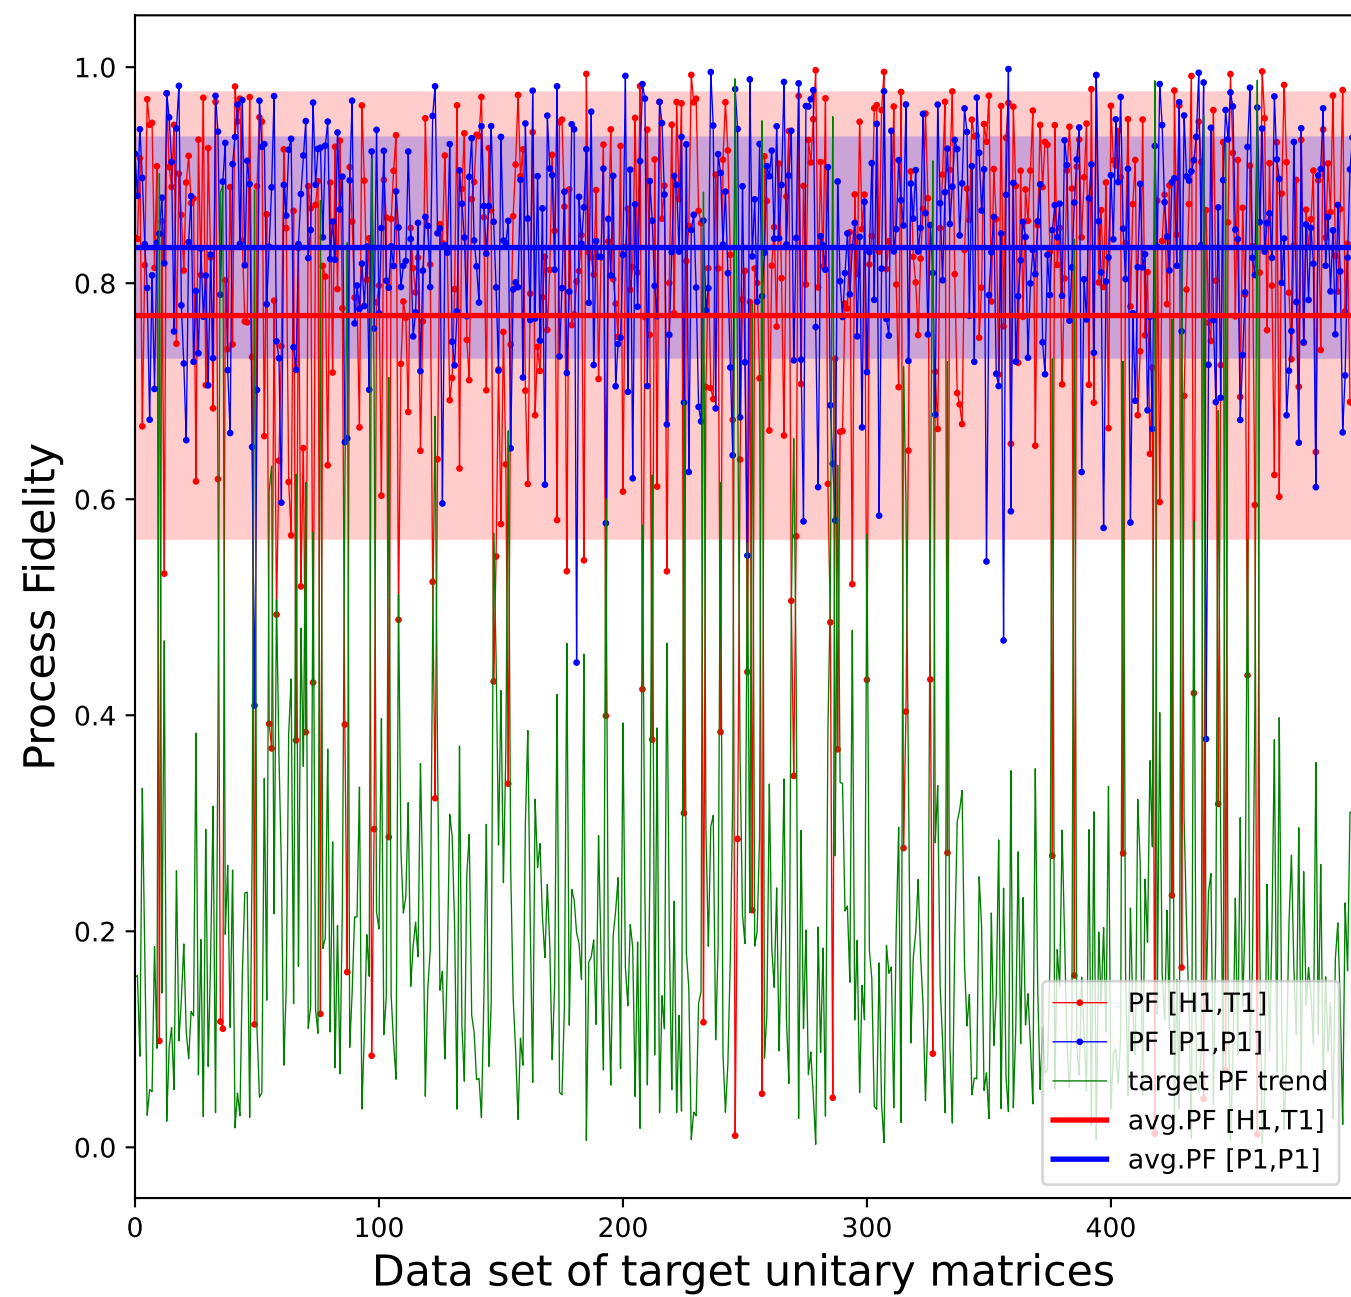 1.0
0.8
0.6
0.4
0.2
0.0
Process Fidelity
0 100 200 300 400
Data set of target unitary matrices
PF [H1,T1]
PF [P1,P1]
target PF trend
avg.PF [H1,T1]
avg.PF [P1,P1]